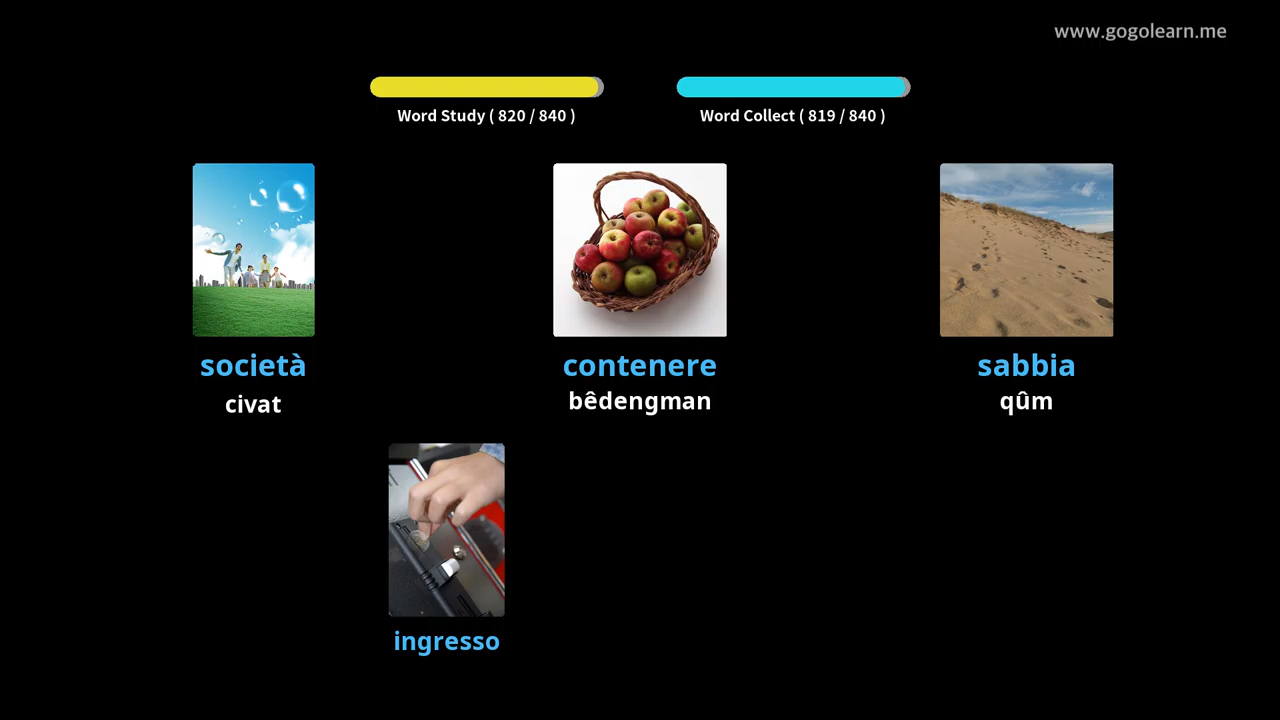 www.gogolearn.me
Word Study ( 820 / 840 )
Word Collect ( 819 / 840 )
società
civat
contenere
bêdengman
sabbia
qûm
ingresso